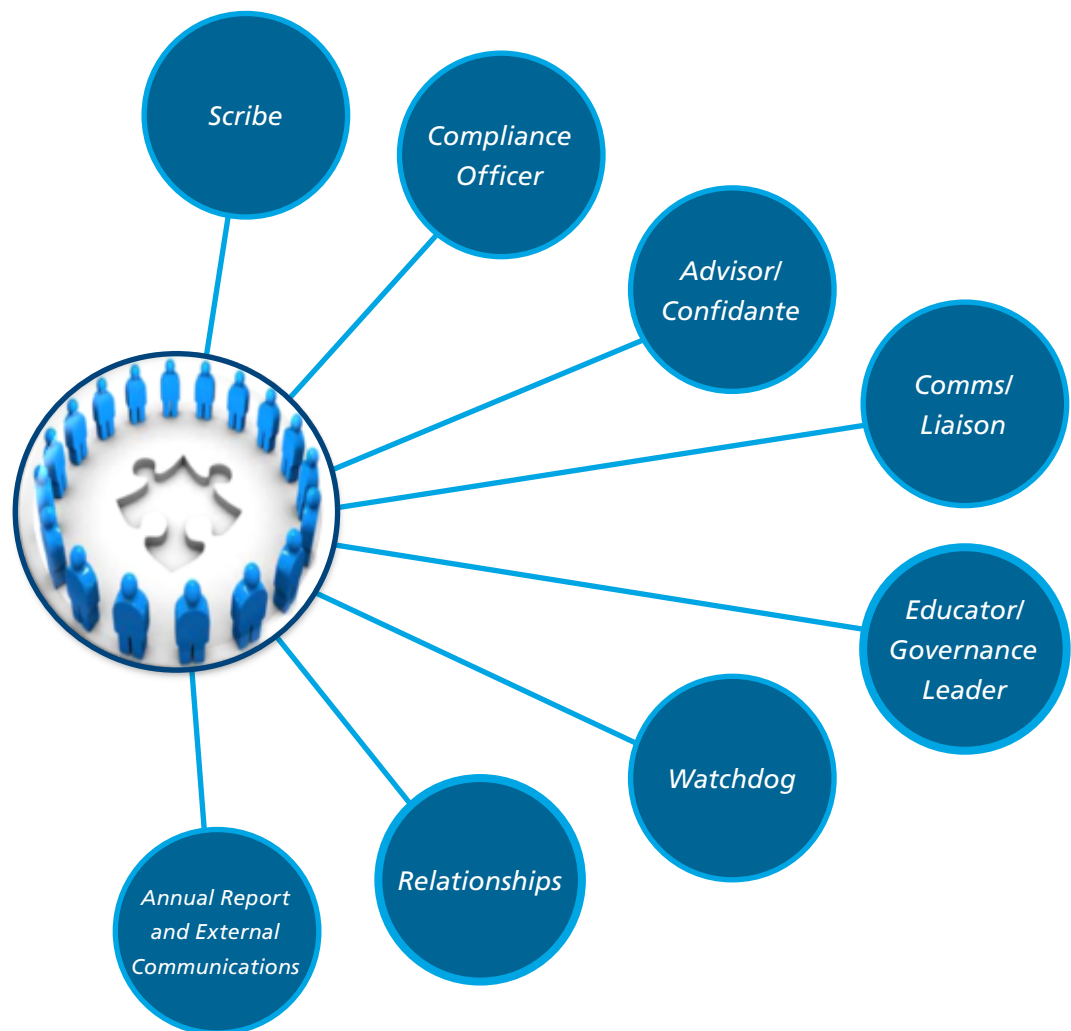 Scribe
Compliance
Officer
Advisor/
Confidante
Comms/
Liaison
Educator/
Governance
Leader
Watchdog
Relationships
Annual Report
and External
Communications